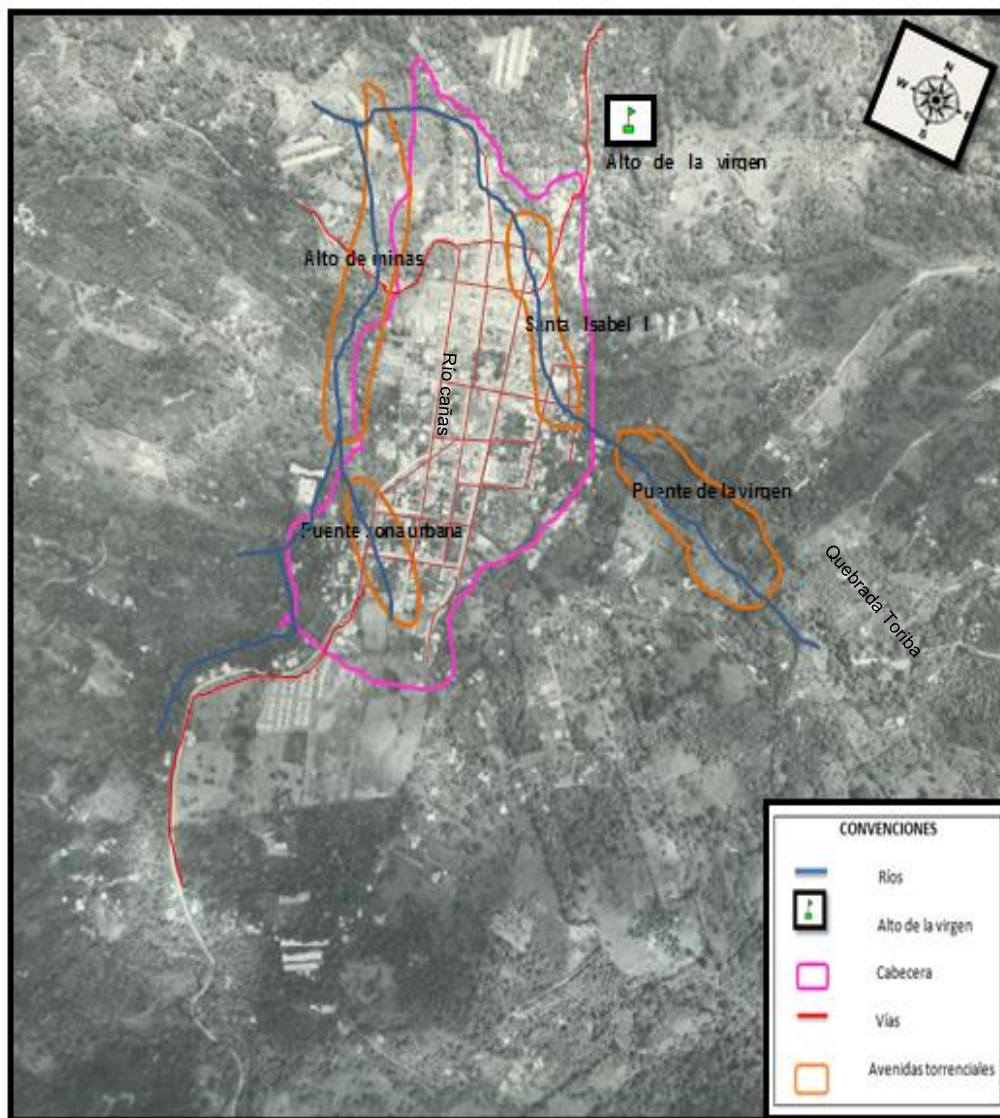 N
W
E
S
Alto de la virgen
Alto de minas
Santa Isabel I
Río cañas
Puente de la virgen
Puente zona urbana
Quebrada Toriba
CONVENCIONES
Ríos
Alto de la virgen
Cabecera
Vías
Avenidas torrenciales